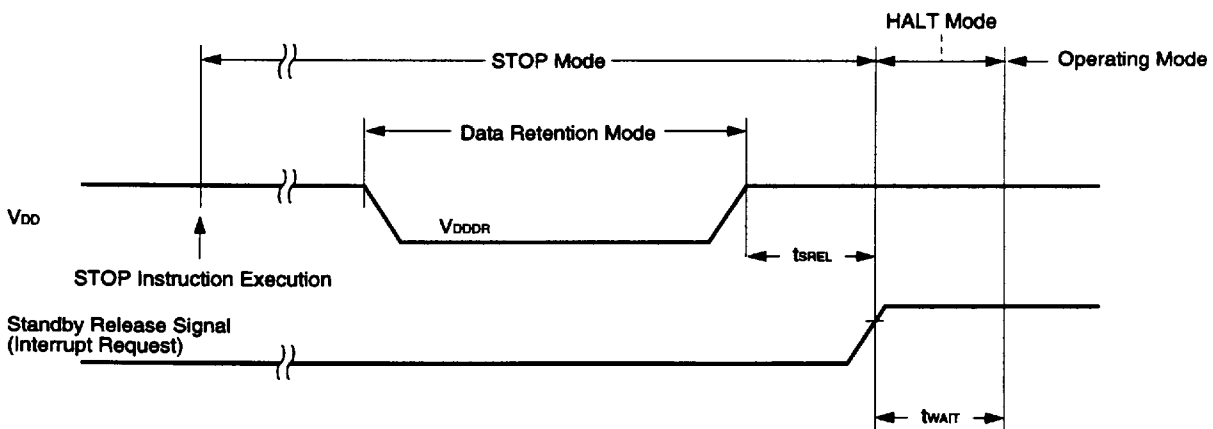 HALT Mode
STOP Mode
Operating Mode
Data Retention Mode
VDD
VDDDR
tSREL
STOP Instruction Execution
Standby Release Signal
(Interrupt Request)
tWAIT